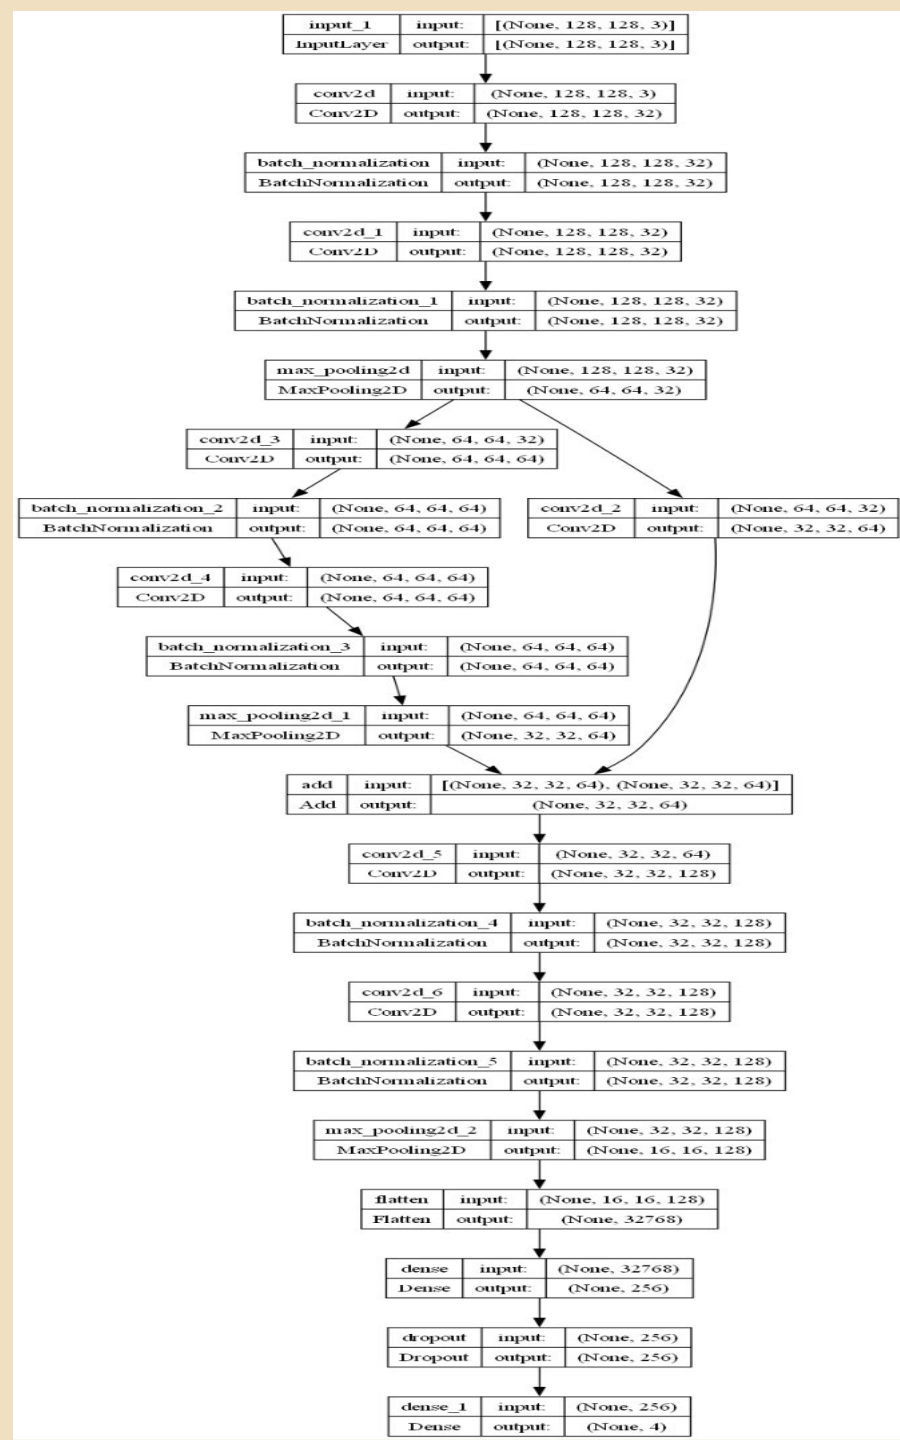 input_1 input: [(None, 128, 128, 3)]
InputLayer output: [(None, 128, 128, 3)]
conv2d input: (None, 128, 128, 3)
Conv2D output: (None, 128, 128, 32)
batch_normalization input: (None, 128, 128, 32)
BatchNormalization output: (None, 128, 128, 32)
conv2d_1 input: (None, 128, 128, 32)
Conv2D output: (None, 128, 128, 32)
batch_normalization_1 input: (None, 128, 128, 32)
BatchNormalization output: (None, 128, 128, 32)
max_pooling2d input: (None, 128, 128, 32)
MaxPooling2D output: (None, 64, 64, 32)
conv2d_3 input: (None, 64, 64, 32)
Conv2D output: (None, 64, 64, 64)
batch_normalization_2 input: (None, 64, 64, 64)
BatchNormalization output: (None, 64, 64, 64)
conv2d_2 input: (None, 64, 64, 32)
Conv2D output: (None, 32, 32, 64)
conv2d_4 input: (None, 64, 64, 64)
Conv2D output: (None, 64, 64, 64)
batch_normalization_3 input: (None, 64, 64, 64)
BatchNormalization output: (None, 64, 64, 64)
max_pooling2d_1 input: (None, 64, 64, 64)
MaxPooling2D output: (None, 32, 32, 64)
add input: [(None, 32, 32, 64), (None, 32, 32, 64)]
Add output: (None, 32, 32, 64)
conv2d_5 input: (None, 32, 32, 64)
Conv2D output: (None, 32, 32, 128)
batch_normalization_4 input: (None, 32, 32, 128)
BatchNormalization output: (None, 32, 32, 128)
conv2d_6 input: (None, 32, 32, 128)
Conv2D output: (None, 32, 32, 128)
batch_normalization_5 input: (None, 32, 32, 128)
BatchNormalization output: (None, 32, 32, 128)
max_pooling2d_2 input: (None, 32, 32, 128)
MaxPooling2D output: (None, 16, 16, 128)
flatten input: (None, 16, 16, 128)
Flatten output: (None, 32768)
dense input: (None, 32768)
Dense output: (None, 256)
dropout input: (None, 256)
Dropout output: (None, 256)
dense_1 input: (None, 256)
Dense output: (None, 4)